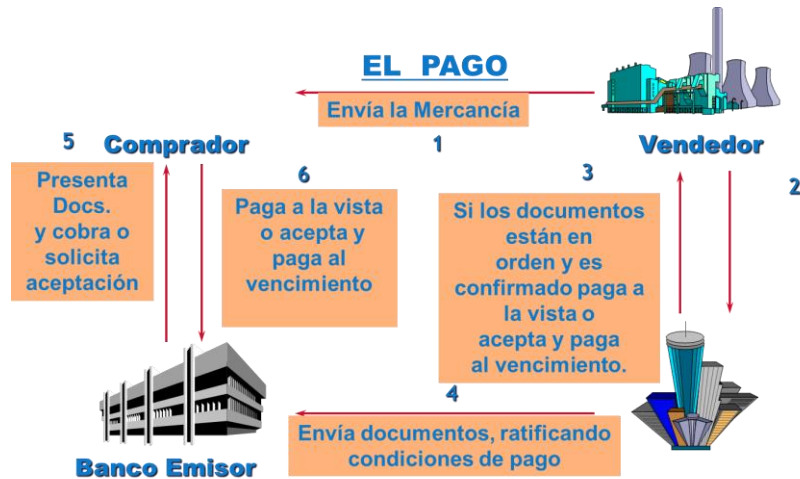 EL PAGO
Envía la Mercancía
1
5
Comprador
Vendedor
Presenta
Docs.
y cobra o
solicita
aceptación
6
Paga a la vista
o acepta y
paga al
vencimiento
3
Si los documentos
están en
orden y es
confirmado paga a
la vista o
acepta y paga
al vencimiento.
2
4
Envía documentos, ratificando
condiciones de pago
Banco Emisor